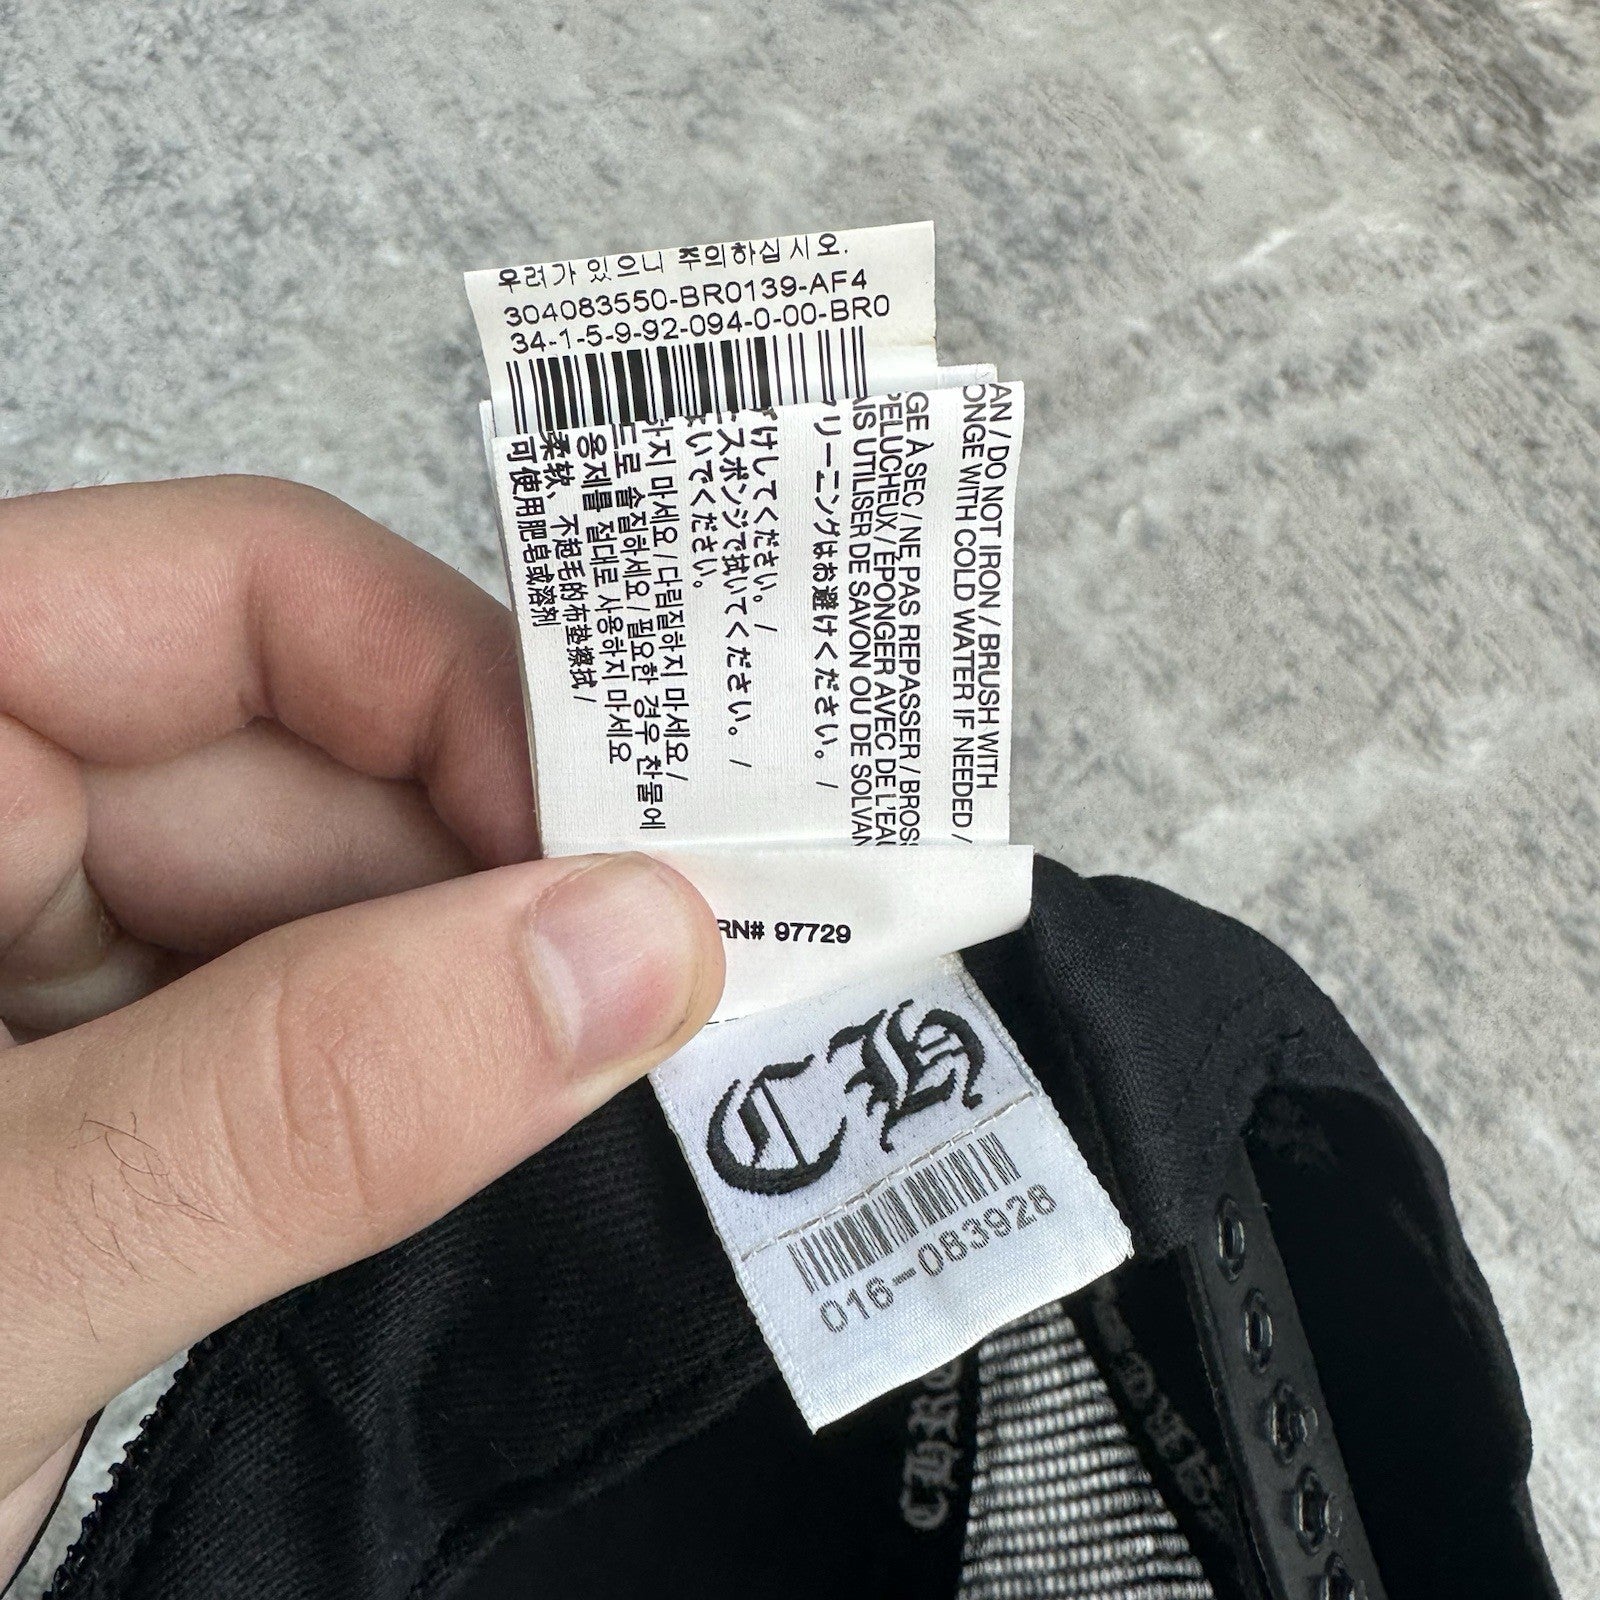 우려가 있으니 주의하십시오.
304083550-BR0139-AF4
34-1-5-9-92-094-0-00-BR0
AN / DO NOT IRON / BRUSH WITH
ONGE WITH COLD WATER IF NEEDED /
GE À SEC / NE PAS REPASSER / BROSS
PELUCHEUX / ÉPONGER AVEC DE L'EAU
IS UTILISER DE SAVON OU DE SOLVAN
リーニングはお避けください。 /
けしてください。 /
スポンジで拭いてください。 /
いでください。
하지 마세요 / 다림질하지 마세요 /
드로 솔질하세요 / 필요한 경우 찬물에
용제를 절대로 사용하지 마세요
柔软、不起毛的布垫擦拭 /
可使用肥皂或溶剂
RN# 97729
CH
016-083928
CHRO